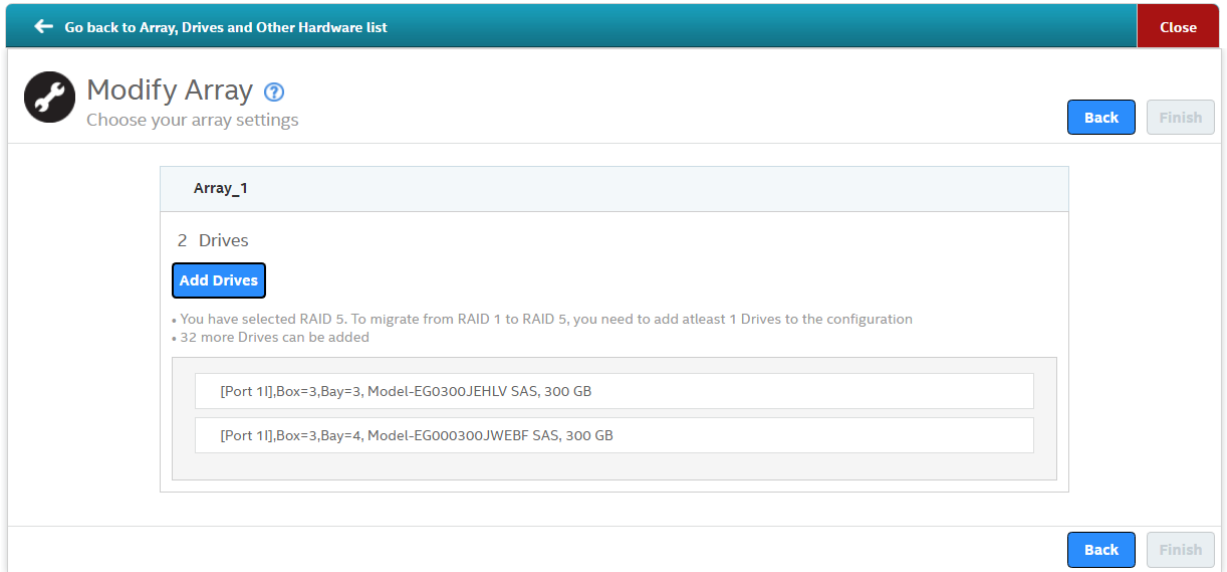 Go back to Array, Drives and Other Hardware list
Close
Modify Array ?
Choose your array settings
Back
Finish
Array_1
2 Drives
Add Drives
• You have selected RAID 5. To migrate from RAID 1 to RAID 5, you need to add atleast 1 Drives to the configuration
• 32 more Drives can be added
[Port 1I],Box=3,Bay=3, Model-EG0300JEHLV SAS, 300 GB
[Port 1I],Box=3,Bay=4, Model-EG000300JWEBF SAS, 300 GB
Back
Finish